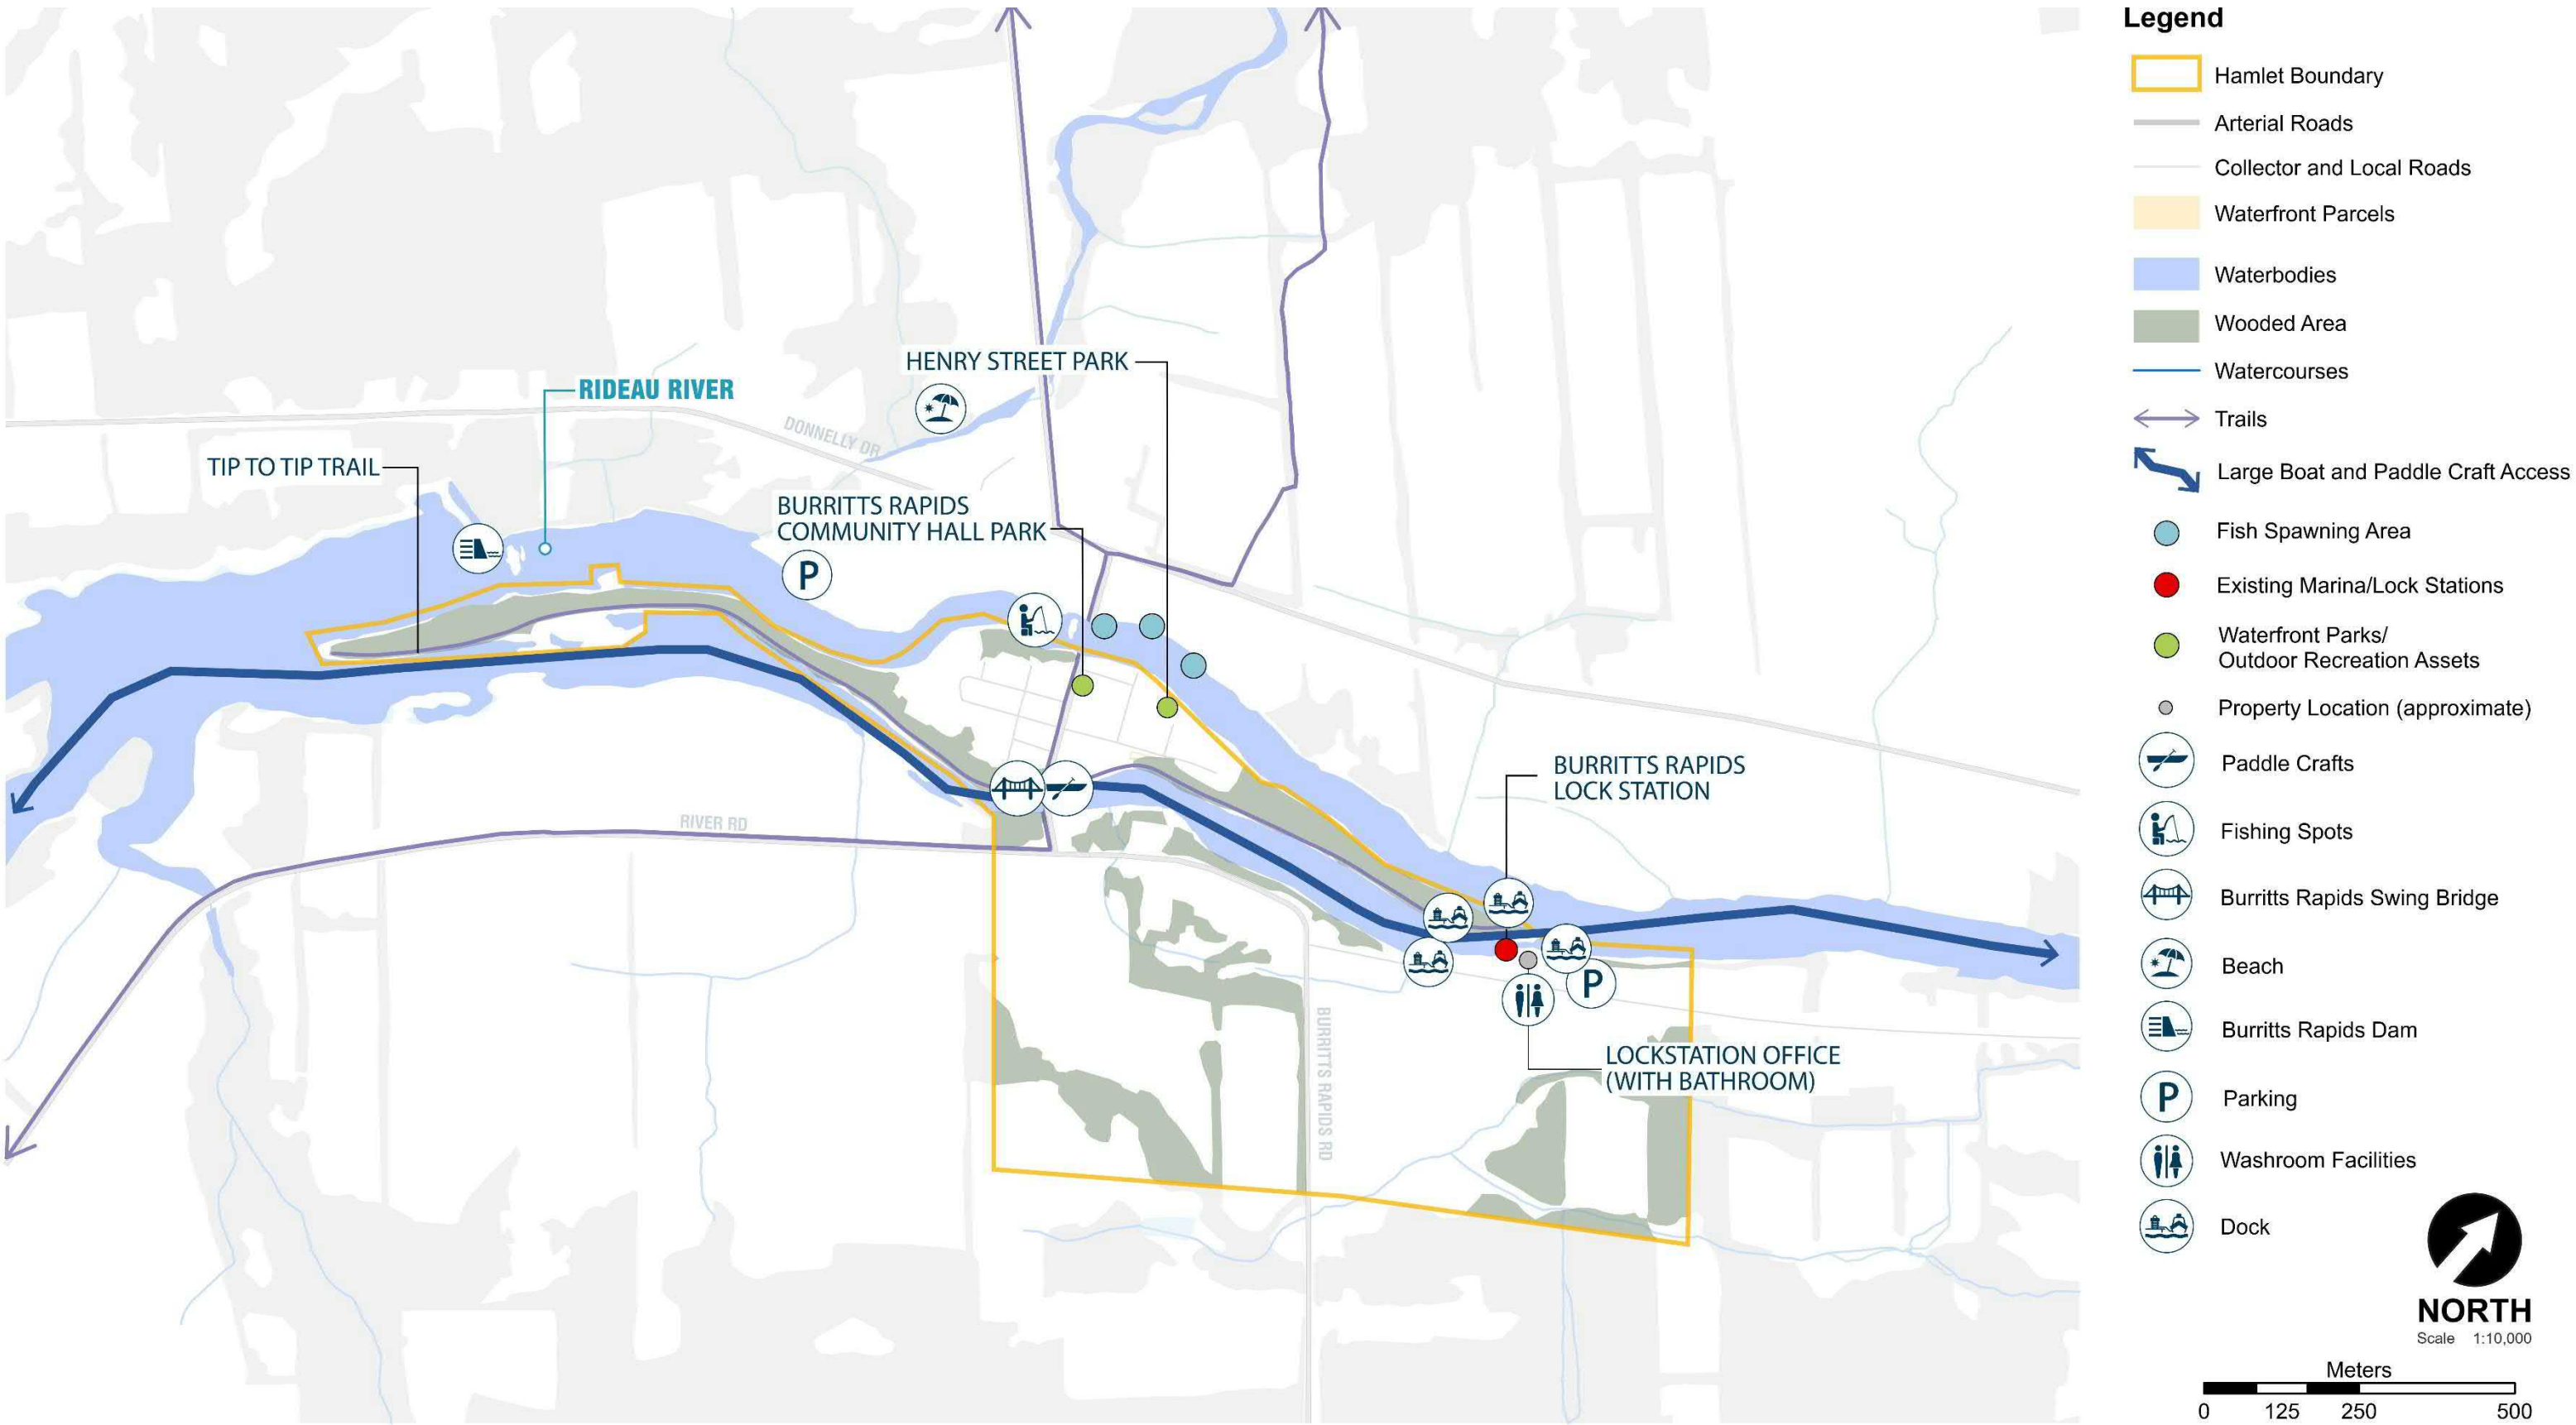 HENRY STREET PARK
RIDEAU RIVER
DONNELLY DR
TIP TO TIP TRAIL
BURRITTS RAPIDS
COMMUNITY HALL PARK
P
BURRITTS RAPIDS
LOCK STATION
RIVER RD
P
BURRITTS RAPIDS RD
LOCKSTATION OFFICE
(WITH BATHROOM)
Legend
Hamlet Boundary
Arterial Roads
Collector and Local Roads
Waterfront Parcels
Waterbodies
Wooded Area
Watercourses
Trails
Large Boat and Paddle Craft Access
Fish Spawning Area
Existing Marina/Lock Stations
Waterfront Parks/
Outdoor Recreation Assets
Property Location (approximate)
Paddle Crafts
Fishing Spots
Burritts Rapids Swing Bridge
Beach
Burritts Rapids Dam
P Parking
Washroom Facilities
Dock
NORTH
Scale 1:10,000
Meters
0 125 250 500